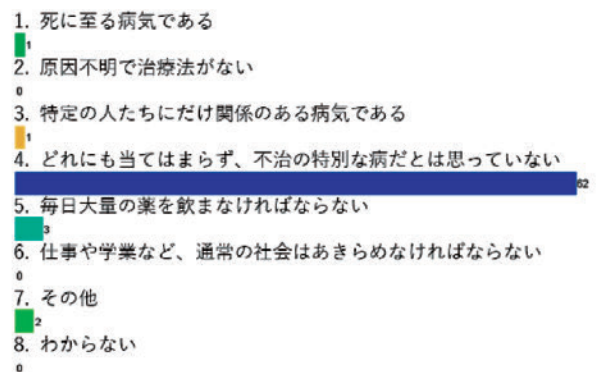 1. 死に至る病気である
1
2. 原因不明で治療法がない
0
3. 特定の人たちにだけ関係のある病気である
1
4. どれにも当てはまらず、不治の特別な病だとは思っていない
62
5. 毎日大量の薬を飲まなければならない
3
6. 仕事や学業など、通常の社会はあきらめなければならない
0
7. その他
2
8. わからない
0